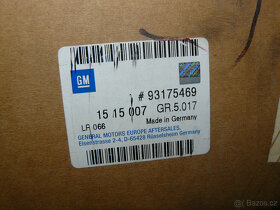 GM
# 93175469
15 15 007 GR.5.017
LR 066 Made in Germany
GENERAL MOTORS EUROPE AFTERSALES.
Eisenstrasse 2-4, D-65428 Rüsselsheim (Germany)
Bazoš.cz